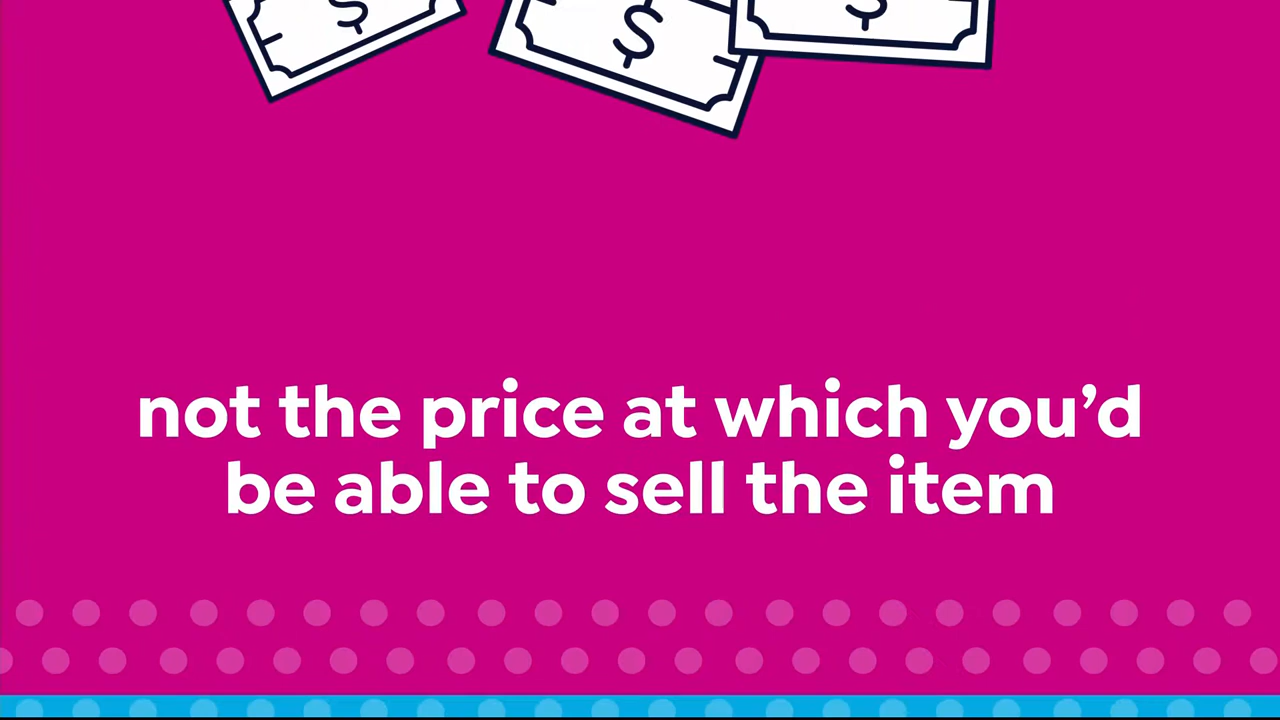 $ $ $
not the price at which you’d
be able to sell the item